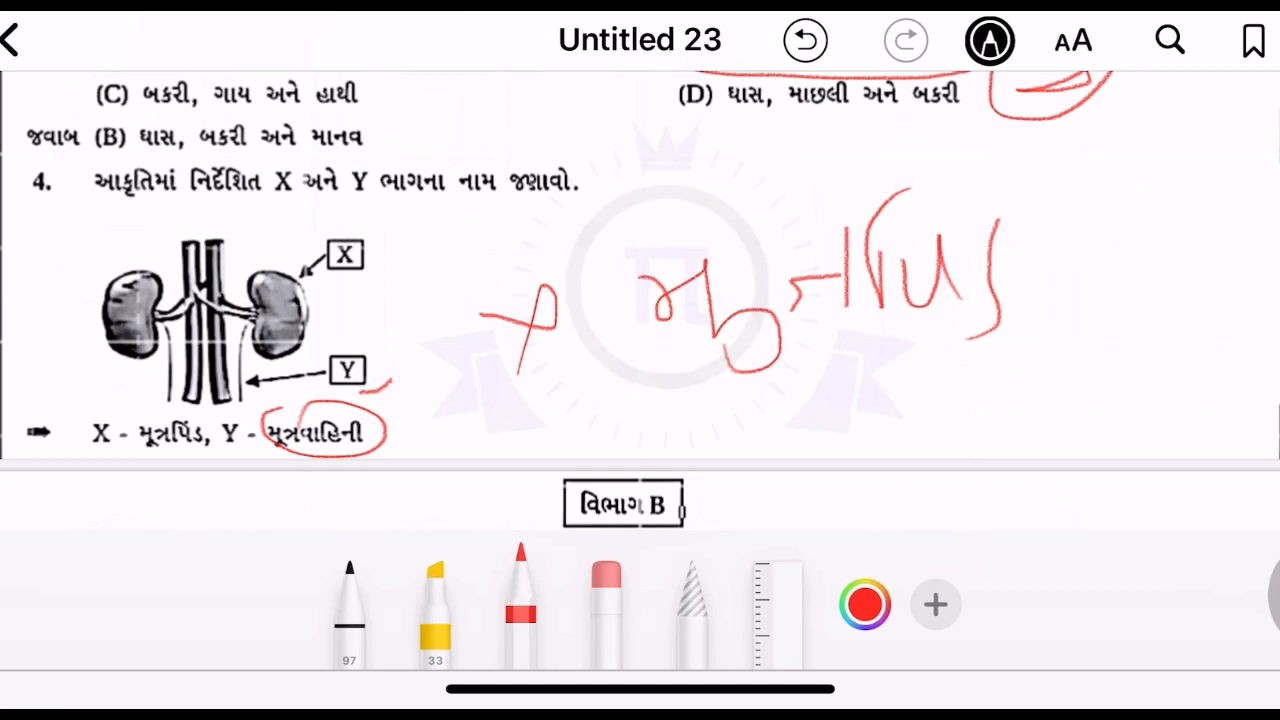 Untitled 23
AA
(C) બકરી, ગાય અને હાથી
(D) ઘાસ, માછલી અને બકરી
જવાબ (B) ઘાસ, બકરી અને માનવ
4. આકૃતિમાં નિર્દેશિત X અને Y ભાગના નામ જણાવો.
X
Y
X - મૂત્રપિંડ, Y - મૂત્રવાહિની
વિભાગ B
97
33